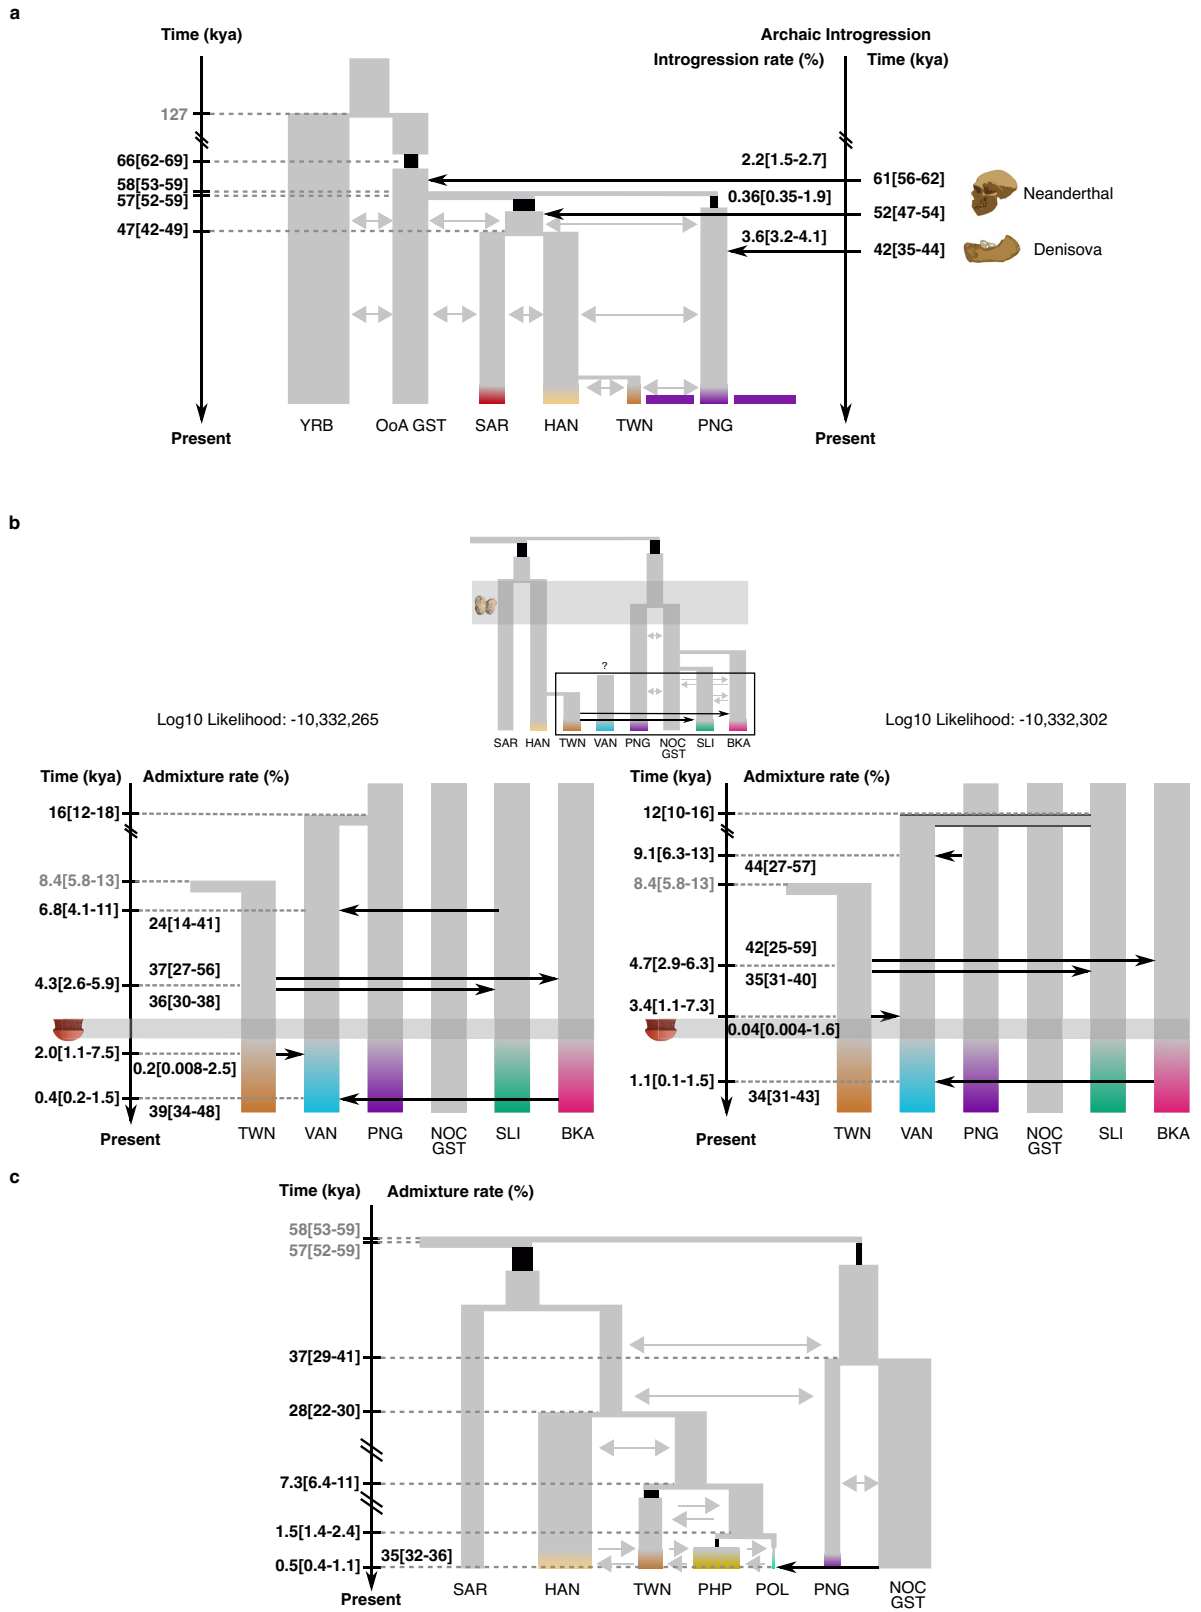 a
Time (kya)
Archaic Introgression
Introgression rate (%)
Time (kya)
127
66[62-69]
2.2[1.5-2.7]
58[53-59]
61[56-62]
Neanderthal
57[52-59]
0.36[0.35-1.9]
52[47-54]
47[42-49]
3.6[3.2-4.1]
42[35-44]
Denisova
Present
YRB
OoA GST
SAR
HAN
TWN
PNG
Present
b
?
SAR
HAN
TWN
VAN
PNG
NOC
GST
SLI
BKA
Log10 Likelihood: -10,332,265
Time (kya)
Admixture rate (%)
16[12-18]
8.4[5.8-13]
6.8[4.1-11]
24[14-41]
37[27-56]
4.3[2.6-5.9]
36[30-38]
2.0[1.1-7.5]
0.2[0.008-2.5]
0.4[0.2-1.5]
39[34-48]
Present
TWN
VAN
PNG
NOC
GST
SLI
BKA
Log10 Likelihood: -10,332,302
Time (kya)
Admixture rate (%)
12[10-16]
9.1[6.3-13]
44[27-57]
8.4[5.8-13]
42[25-59]
4.7[2.9-6.3]
35[31-40]
3.4[1.1-7.3]
0.04[0.004-1.6]
1.1[0.1-1.5]
34[31-43]
Present
TWN
VAN
PNG
NOC
GST
SLI
BKA
c
Time (kya)
Admixture rate (%)
58[53-59]
57[52-59]
37[29-41]
28[22-30]
7.3[6.4-11]
1.5[1.4-2.4]
35[32-36]
0.5[0.4-1.1]
Present
SAR
HAN
TWN
PHP
POL
PNG
NOC
GST